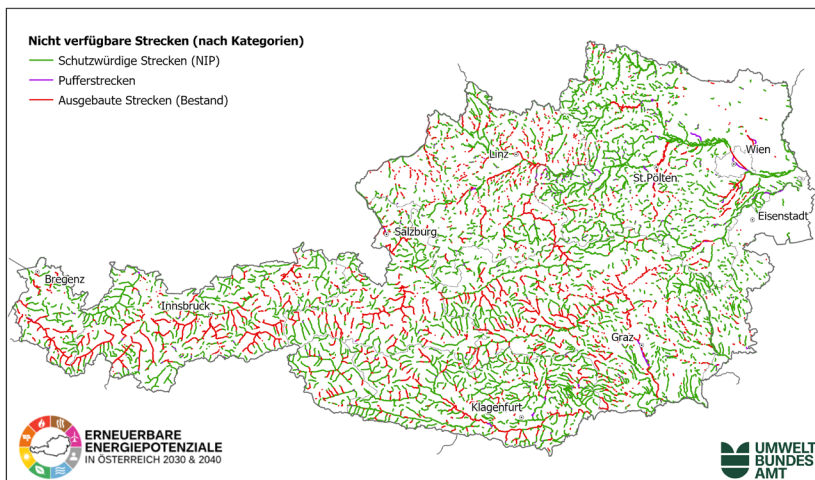 Nicht verfügbare Strecken (nach Kategorien)
Schutzwürdige Strecken (NIP)
Pufferstrecken
Ausgebaute Strecken (Bestand)
Linz
Wien
St.Pölten
Eisenstadt
Salzburg
Bregenz
Innsbruck
Graz
Klagenfurt
ERNEUERBARE
ENERGIEPOTENZIALE
IN ÖSTERREICH 2030 & 2040
UMWELT
BUNDES
AMT